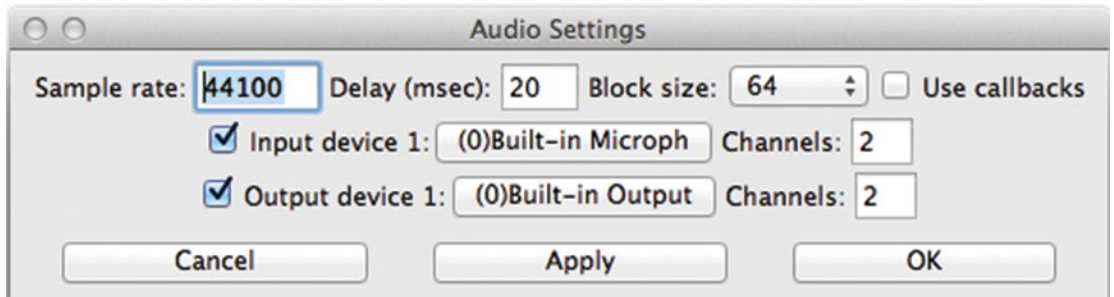 Audio Settings
Sample rate: 44100 Delay (msec): 20 Block size: 64 Use callbacks
Input device 1: (0)Built-in Microph Channels: 2
Output device 1: (0)Built-in Output Channels: 2
Cancel Apply OK